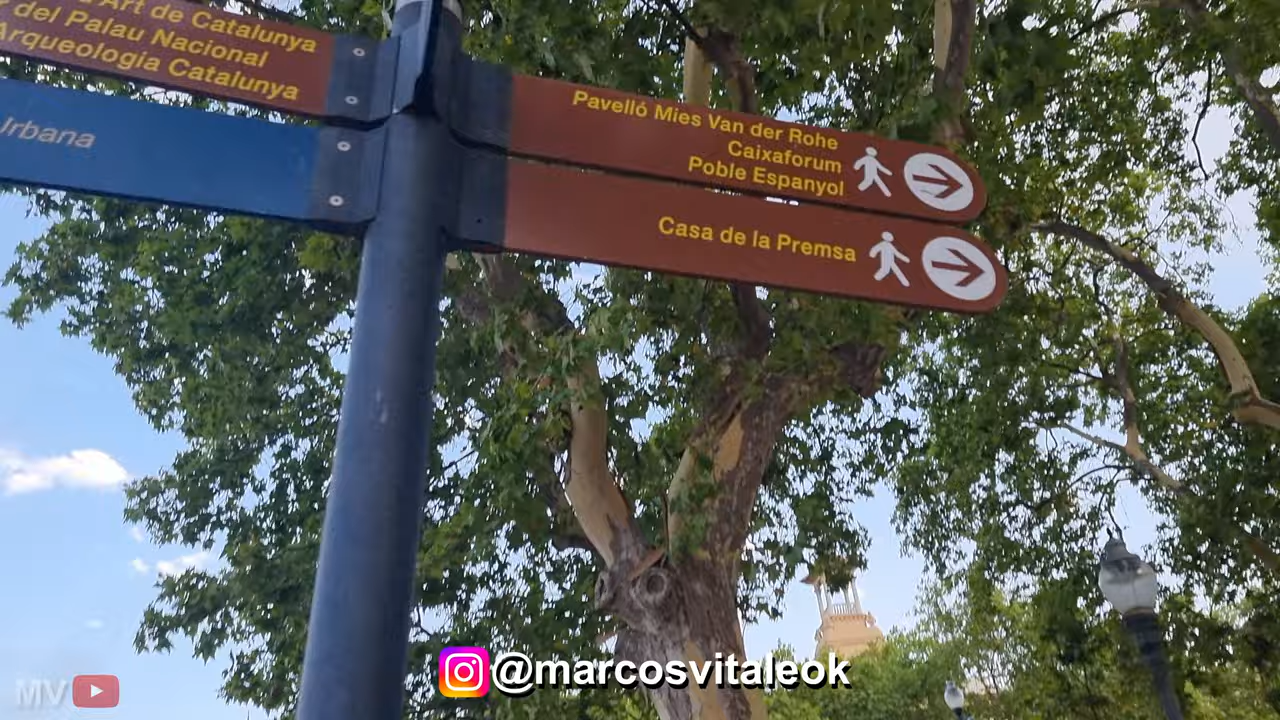 Art de Catalunya
del Palau Nacional
Arqueologia Catalunya
Urbana
Pavelló Mies Van der Rohe
Caixaforum
Poble Espanyol
Casa de la Premsa
@marcosvitaleok
MV